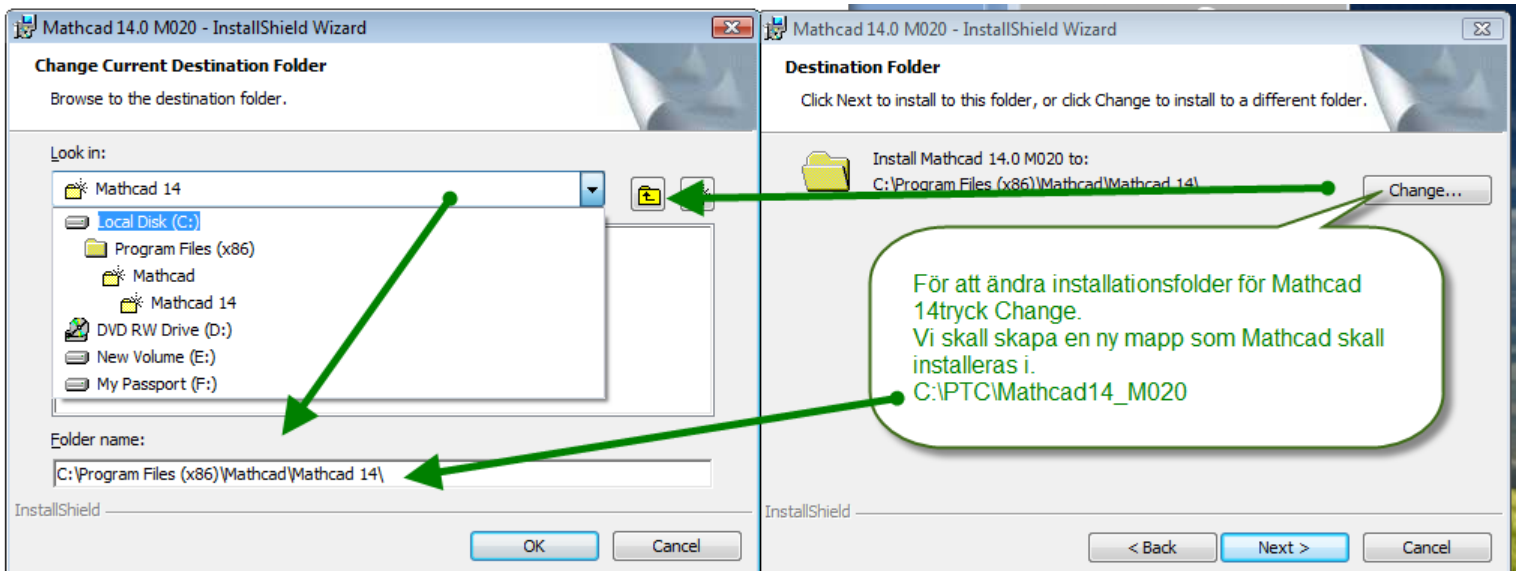 Mathcad 14.0 M020 - InstallShield Wizard
Change Current Destination Folder
Browse to the destination folder.
Look in:
Mathcad 14
Local Disk (C:)
Program Files (x86)
Mathcad
Mathcad 14
DVD RW Drive (D:)
New Volume (E:)
My Passport (F:)
Folder name:
C:\Program Files (x86)\Mathcad\Mathcad 14\
InstallShield
OK
Cancel
Mathcad 14.0 M020 - InstallShield Wizard
Destination Folder
Click Next to install to this folder, or click Change to install to a different folder.
Install Mathcad 14.0 M020 to:
C:\Program Files (x86)\Mathcad\Mathcad 14\
Change...
För att ändra installationsfolder för Mathcad
14tryck Change.
Vi skall skapa en ny mapp som Mathcad skall
installeras i.
C:\PTC\Mathcad14_M020
InstallShield
< Back
Next >
Cancel